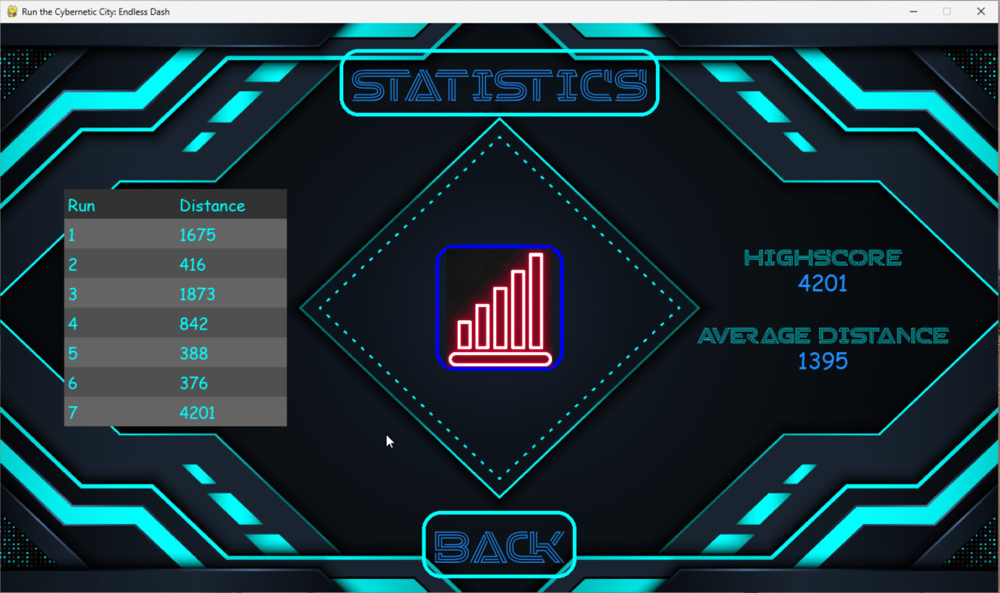 Run the Cybernetic City: Endless Dash
STATISTICS
Run Distance
1 1675
2 416
3 1873
4 842
5 388
6 376
7 4201
HIGHSCORE
4201
AVERAGE DISTANCE
1395
BACK